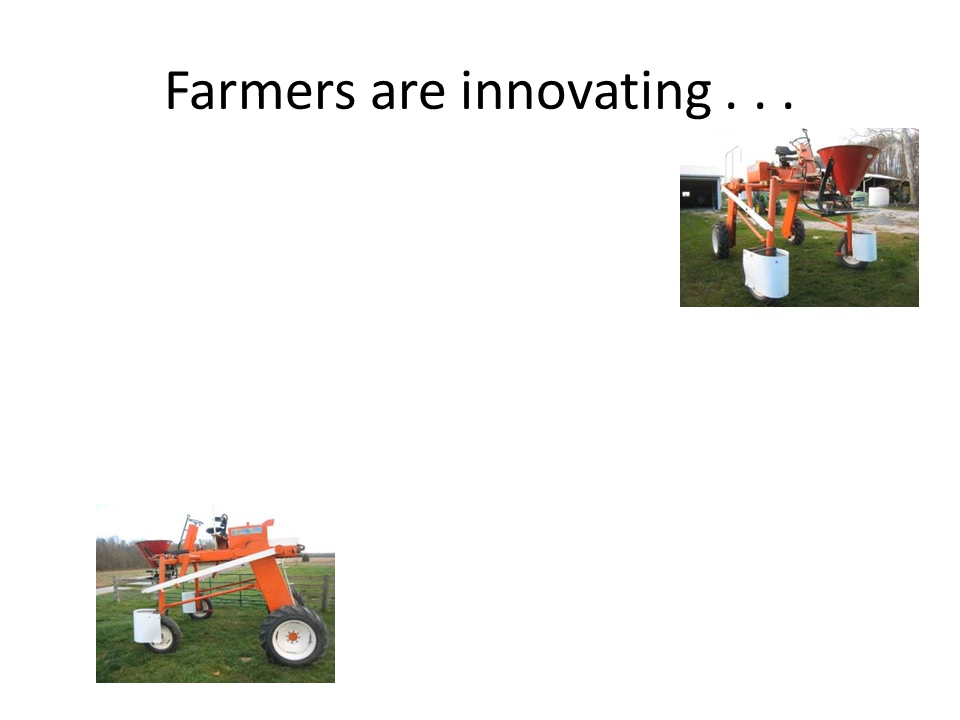 Farmers are innovating . . .